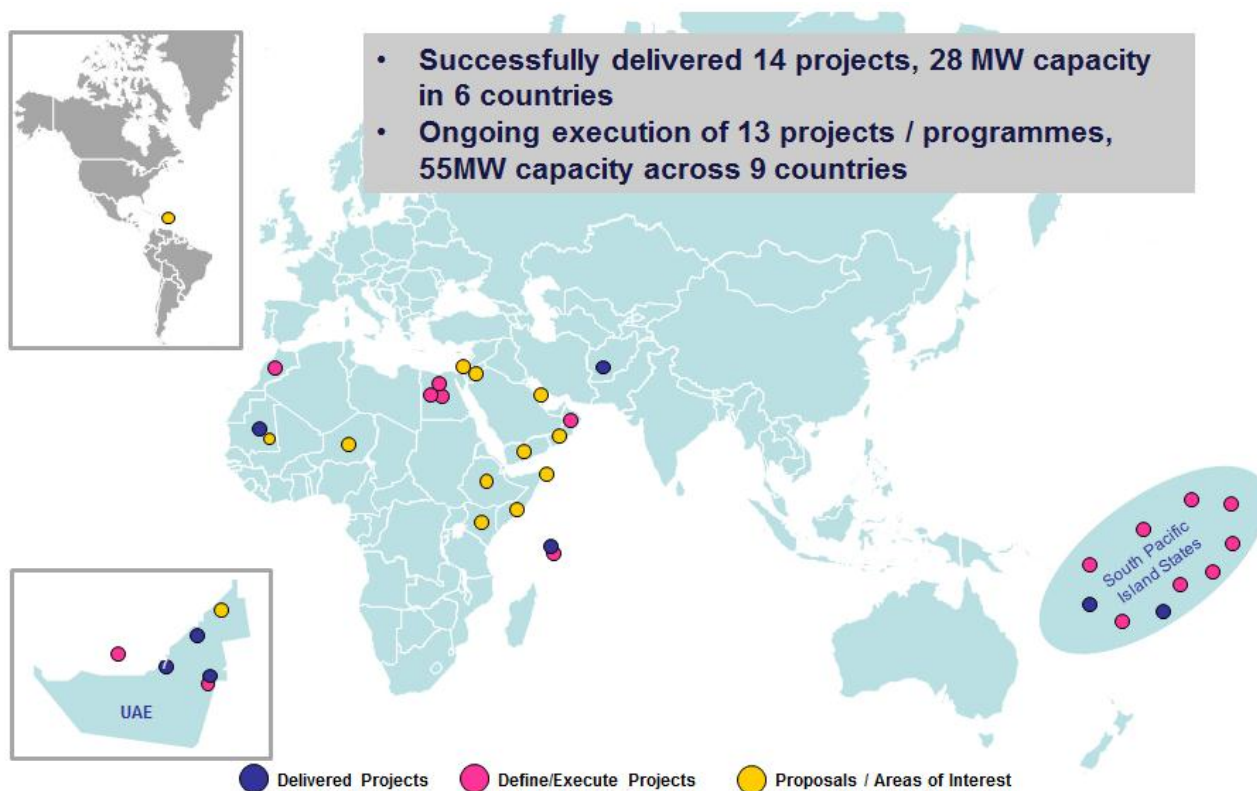 • Successfully delivered 14 projects, 28 MW capacity
in 6 countries
• Ongoing execution of 13 projects / programmes,
55MW capacity across 9 countries
South Pacific
Island States
UAE
Delivered Projects
Define/Execute Projects
Proposals / Areas of Interest